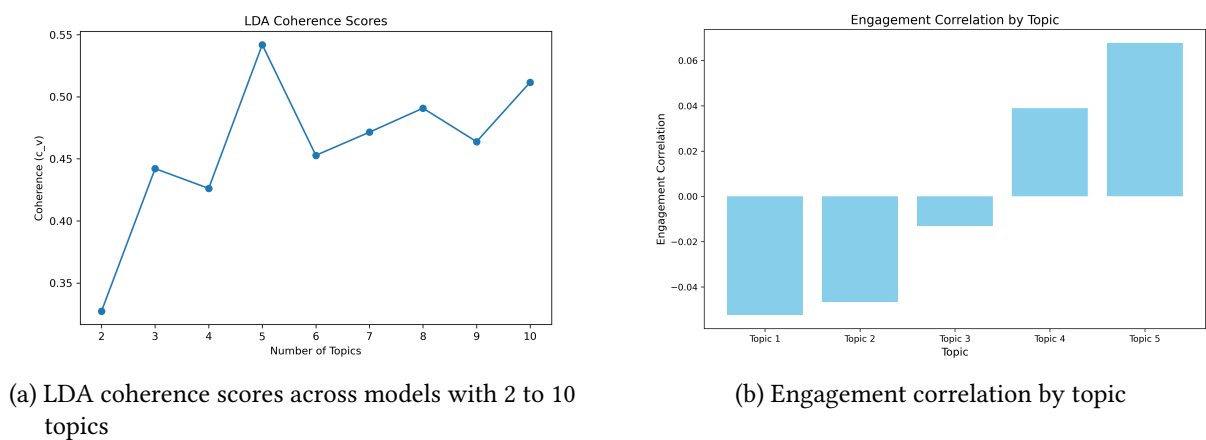 LDA Coherence Scores
0.55
0.50
0.45
0.40
0.35
Coherence (c_v)
2 3 4 5 6 7 8 9 10
Number of Topics
(a) LDA coherence scores across models with 2 to 10
topics
Engagement Correlation by Topic
0.06
0.04
0.02
0.00
−0.02
−0.04
Engagement Correlation
Topic 1 Topic 2 Topic 3 Topic 4 Topic 5
Topic
(b) Engagement correlation by topic